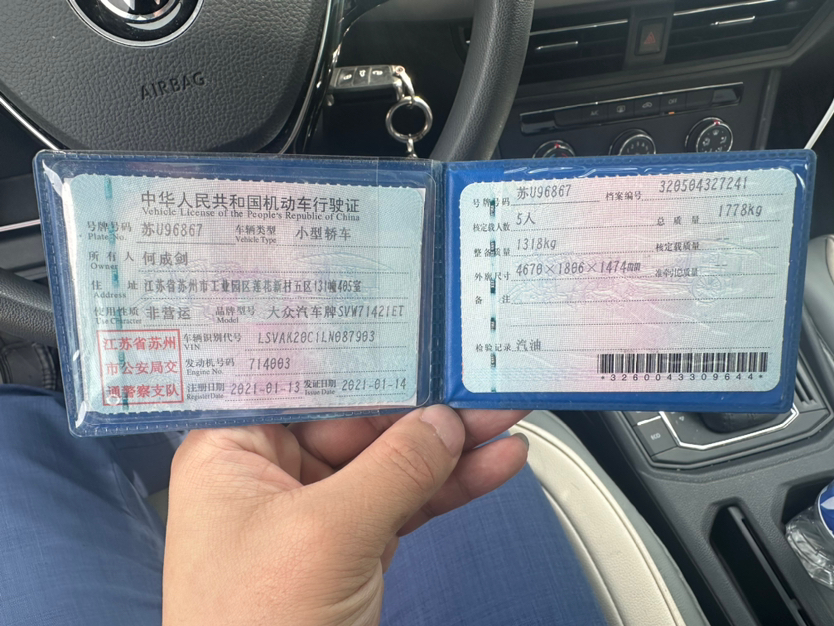 AIRBAG
中华人民共和国机动车行驶证
Vehicle License of the People's Republic of China
号牌号码 苏U96867 车辆类型 小型轿车
Plate No. Vehicle Type
所有人 何成剑
Owner
住址 江苏省苏州市工业园区莲花新村五区131幢405室
Address
使用性质 非营运 品牌型号 大众汽车牌SVW71421ET
Use Character Model
江苏省苏州
市公安局交
通警察支队
车辆识别代号 LSVAK20C1LN087903
VIN
发动机号码 714003
Engine No.
注册日期 2021-01-13 发证日期 2021-01-14
Register Date Issue Date
号牌号码 苏U96867 档案编号 320504327241
核定载人数 5人 总质量 1778kg
整备质量 1318kg 核定载质量 --
外廓尺寸 4670×1806×1474mm 准牵引总质量 --
备注
检验记录 汽油
*3260043309644*